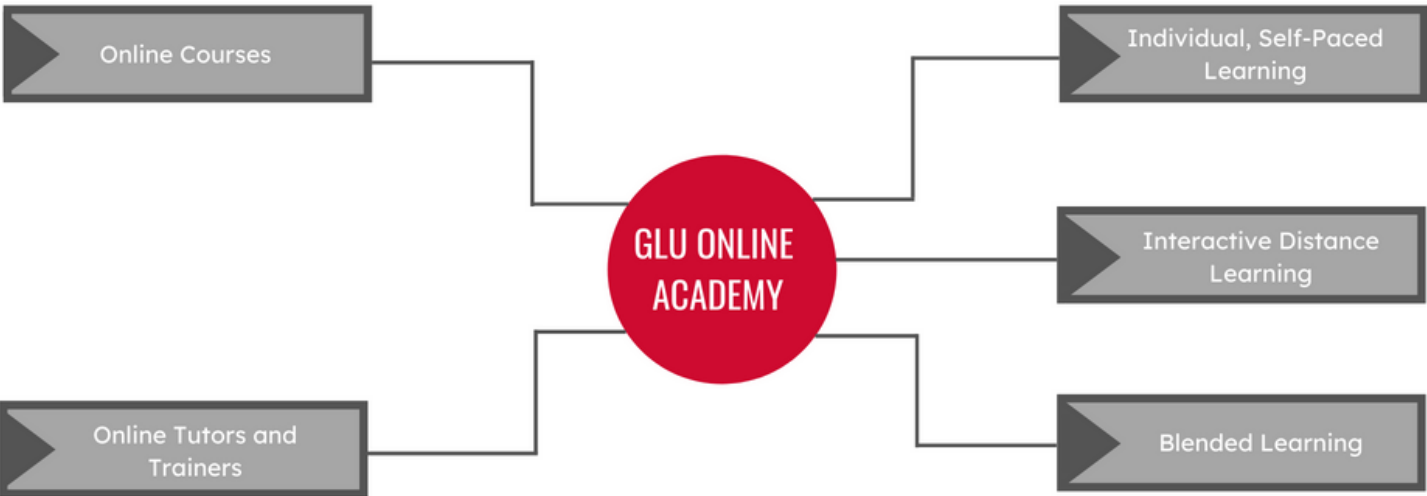 Online Courses
Individual, Self-Paced
Learning
GLU ONLINE
ACADEMY
Interactive Distance
Learning
Online Tutors and
Trainers
Blended Learning